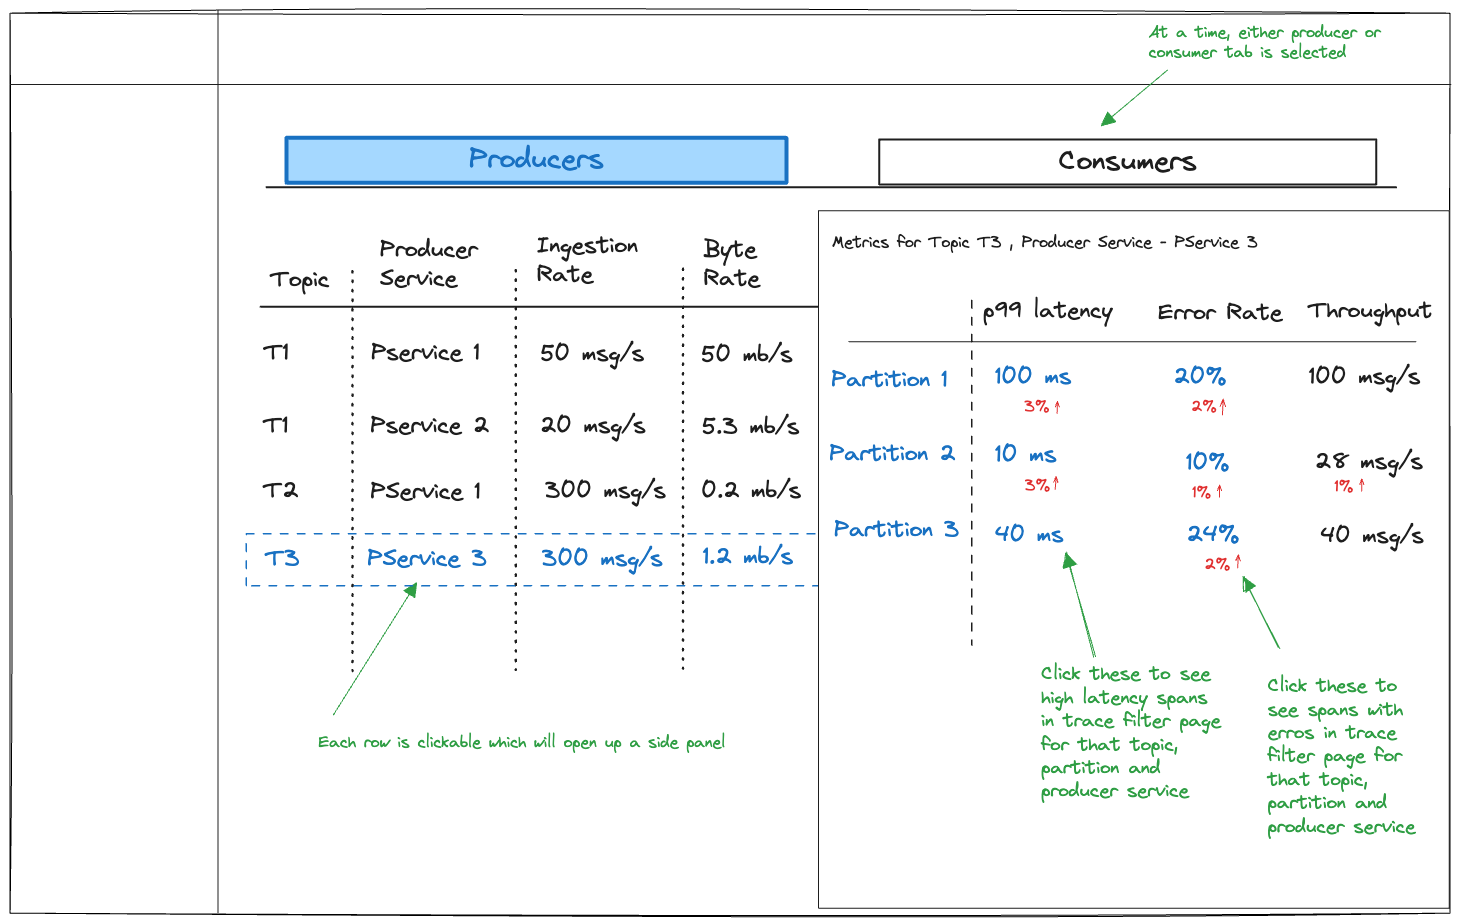 At a time, either producer or
consumer tab is selected
Producers
Consumers
Topic
Producer
Service
Ingestion
Rate
Byte
Rate
T1 Pservice 1 50 msg/s 50 mb/s
T1 Pservice 2 20 msg/s 5.3 mb/s
T2 PService 1 300 msg/s 0.2 mb/s
T3 PService 3 300 msg/s 1.2 mb/s
Each row is clickable which will open up a side panel
Metrics for Topic T3 , Producer Service - PService 3
p99 latency Error Rate Throughput
Partition 1 100 ms 20% 100 msg/s
3%↑ 2%↑
Partition 2 10 ms 10% 28 msg/s
3%↑ 1%↑ 1%↑
Partition 3 40 ms 24% 40 msg/s
2%↑
Click these to see
high latency spans
in trace filter page
for that topic,
partition and
producer service
Click these to
see spans with
erros in trace
filter page for
that topic,
partition and
producer service